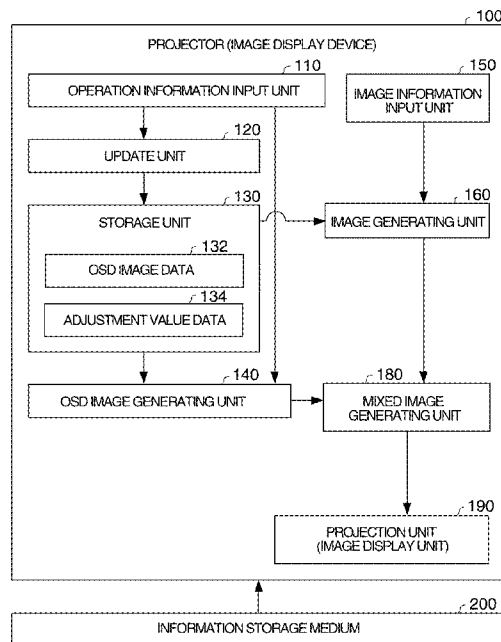 100
PROJECTOR (IMAGE DISPLAY DEVICE)
110
OPERATION INFORMATION INPUT UNIT
150
IMAGE INFORMATION
INPUT UNIT
120
UPDATE UNIT
130
STORAGE UNIT
132
OSD IMAGE DATA
134
ADJUSTMENT VALUE DATA
160
IMAGE GENERATING UNIT
140
OSD IMAGE GENERATING UNIT
180
MIXED IMAGE
GENERATING UNIT
190
PROJECTION UNIT
(IMAGE DISPLAY UNIT)
200
INFORMATION STORAGE MEDIUM